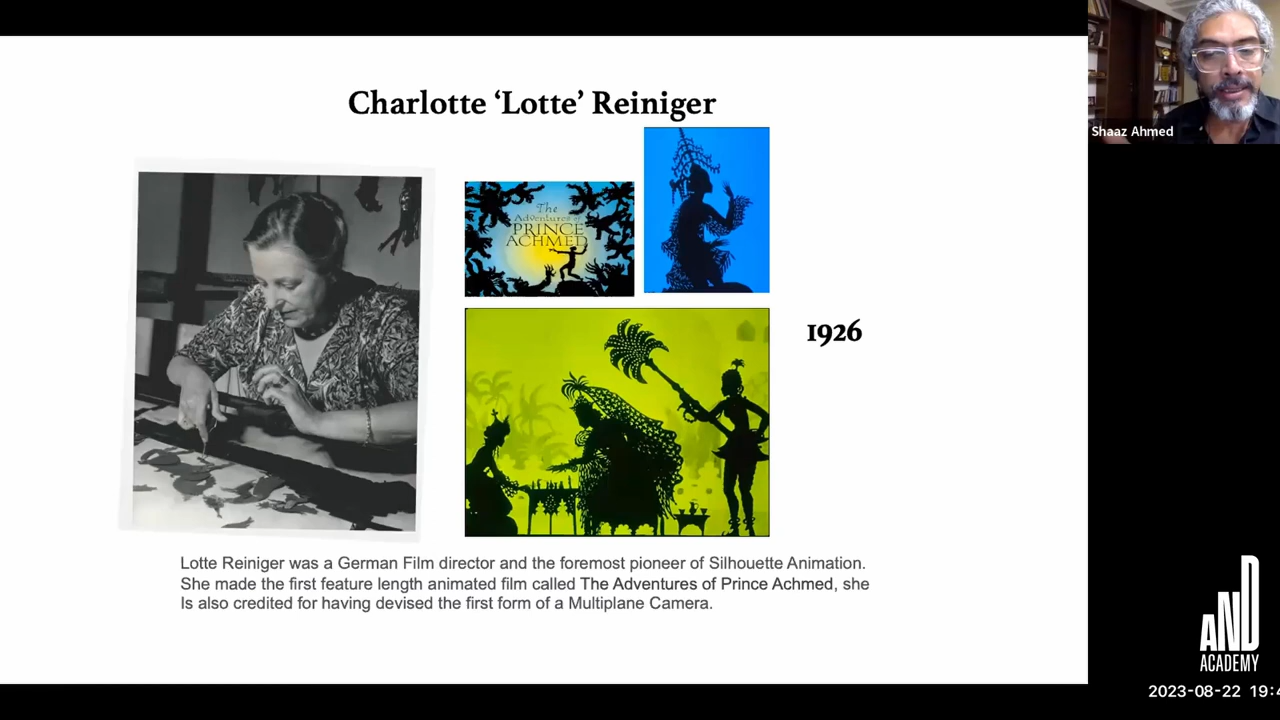 Charlotte ‘Lotte’ Reiniger
Shaaz Ahmed
The
Adventures of
PRINCE
ACHMED
1926
Lotte Reiniger was a German Film director and the foremost pioneer of Silhouette Animation.
She made the first feature length animated film called The Adventures of Prince Achmed, she
Is also credited for having devised the first form of a Multiplane Camera.
AND
ACADEMY
2023-08-22 19:4